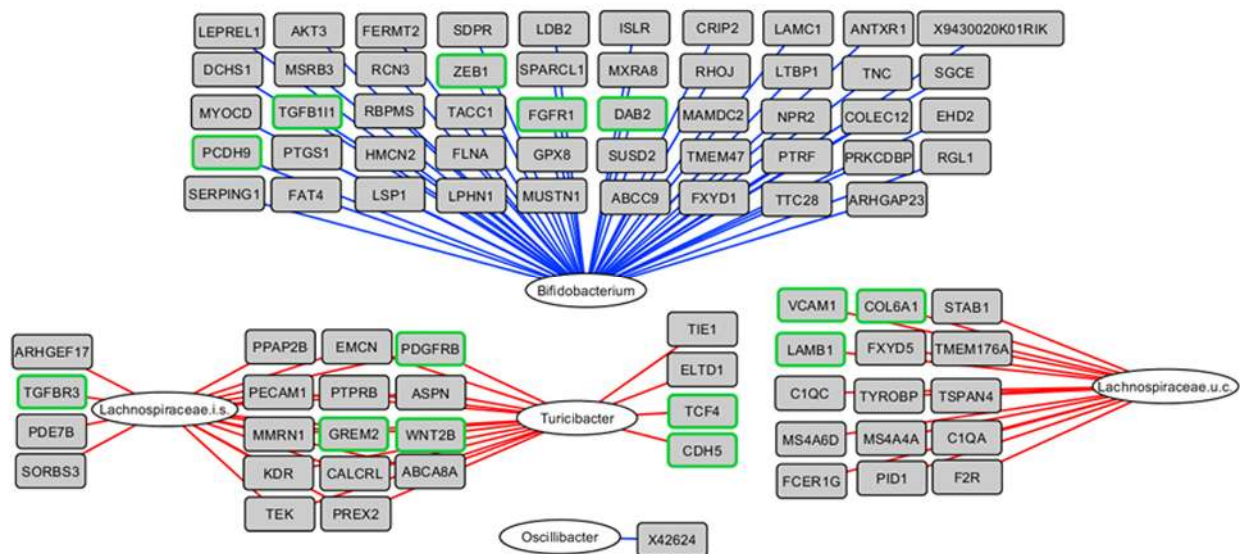 LEPREL1 AKT3 FERMT2 SDPR LDB2 ISLR CRIP2 LAMC1 ANTXR1 X9430020K01RIK
DCHS1 MSRB3 RCN3 ZEB1 SPARCL1 MXRA8 RHOJ LTBP1 TNC SGCE
MYOCD TGFB1I1 RBPMS TACC1 FGFR1 DAB2 MAMDC2 NPR2 COLEC12 EHD2
PCDH9 PTGS1 HMCN2 FLNA GPX8 SUSD2 TMEM47 PTRF PRKCDBP RGL1
SERPING1 FAT4 LSP1 LPHN1 MUSTN1 ABCC9 FXYD1 TTC28 ARHGAP23
Bifidobacterium
ARHGEF17
TGFBR3
PDE7B
SORBS3
Lachnospiraceae.i.s.
PPAP2B EMCN PDGFRB
PECAM1 PTPRB ASPN
MMRN1 GREM2 WNT2B
KDR CALCRL ABCA8A
TEK PREX2
Turicibacter
TIE1
ELTD1
TCF4
CDH5
VCAM1 COL6A1 STAB1
LAMB1 FXYD5 TMEM176A
C1QC TYROBP TSPAN4
MS4A6D MS4A4A C1QA
FCER1G PID1 F2R
Lachnospiraceae.u.c.
Oscillibacter
X42624